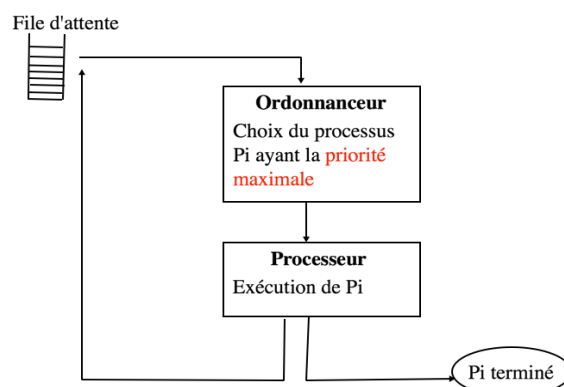 File d'attente
Ordonnanceur
Choix du processus
Pi ayant la priorité
maximale
Processeur
Exécution de Pi
Pi terminé